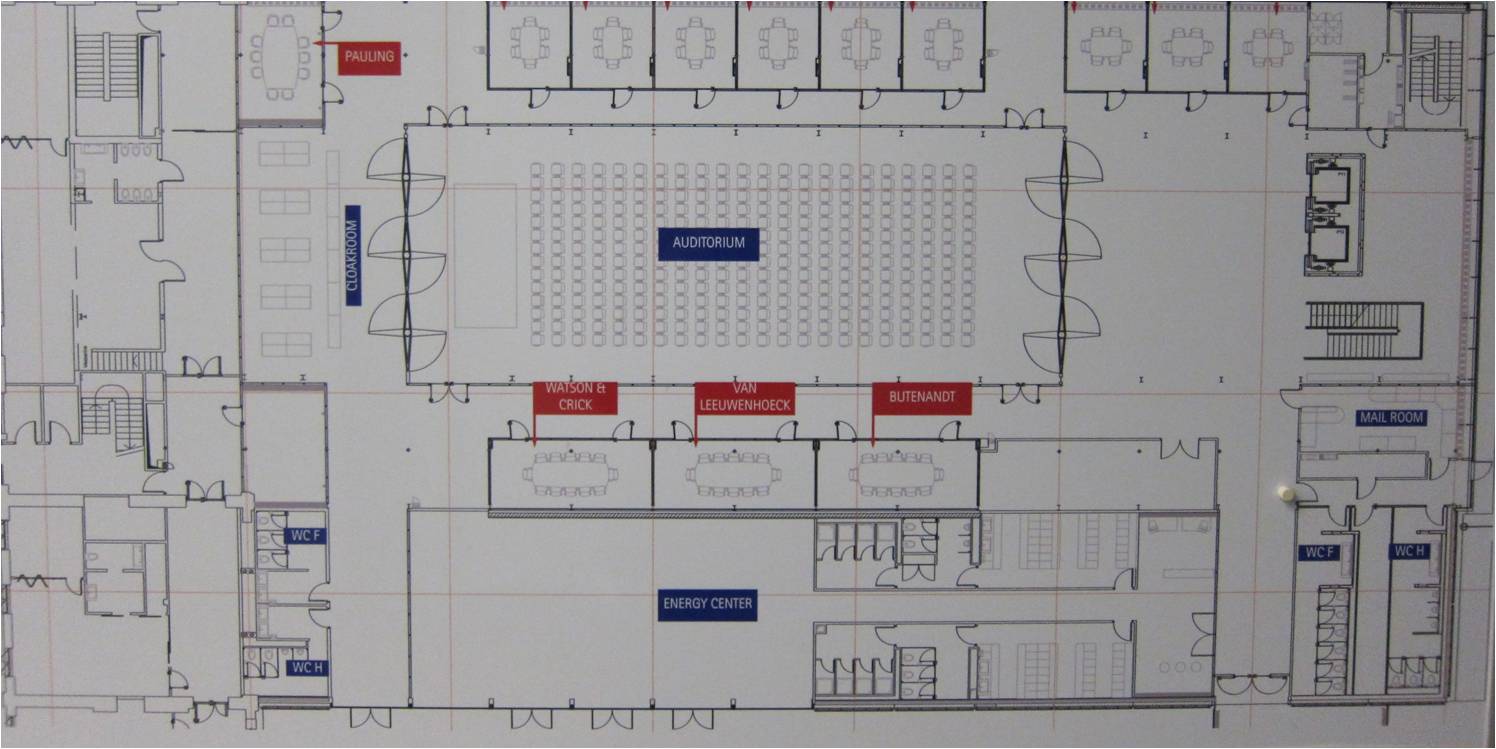 PAULING
CLOAKROOM
AUDITORIUM
WATSON &
CRICK
VAN
LEEUWENHOECK
BUTENANDT
MAIL ROOM
WC F
WC H
ENERGY CENTER
WC F
WC H